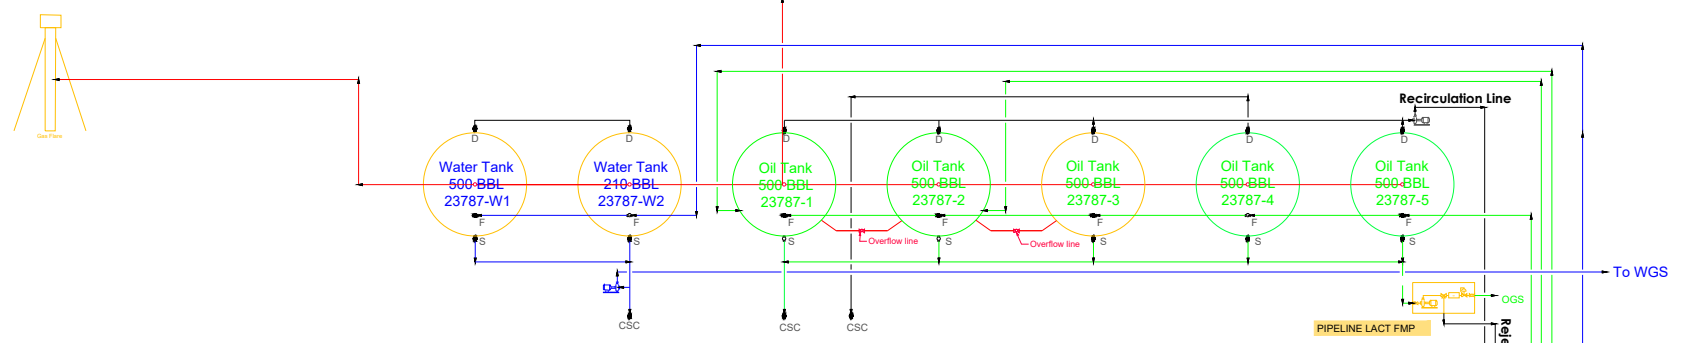 Gas Flare
Recirculation Line
D
D
D
D
D
D
D
Water Tank
500 BBL
23787-W1
Water Tank
210 BBL
23787-W2
Oil Tank
500 BBL
23787-1
Oil Tank
500 BBL
23787-2
Oil Tank
500 BBL
23787-3
Oil Tank
500 BBL
23787-4
Oil Tank
500 BBL
23787-5
F
F
F
F
F
F
F
S
S
S
S
S
S
S
Overflow line
Overflow line
To WGS
OGS
CSC
CSC
CSC
PIPELINE LACT FMP
Reje